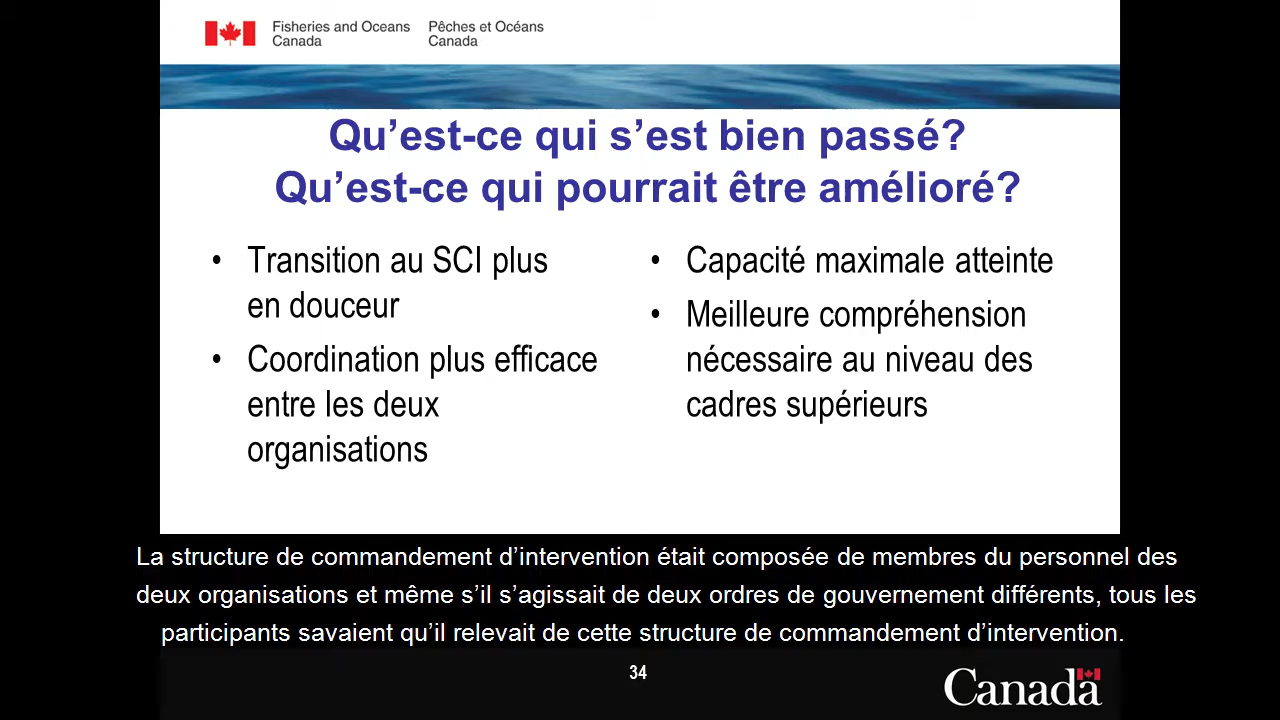 Fisheries and Oceans Pêches et Océans
Canada Canada
Qu’est-ce qui s’est bien passé?
Qu’est-ce qui pourrait être amélioré?
• Transition au SCI plus
en douceur
• Coordination plus efficace
entre les deux
organisations
• Capacité maximale atteinte
• Meilleure compréhension
nécessaire au niveau des
cadres supérieurs
La structure de commandement d’intervention était composée de membres du personnel des
deux organisations et même s’il s’agissait de deux ordres de gouvernement différents, tous les
participants savaient qu’il relevait de cette structure de commandement d’intervention.
34
Canada